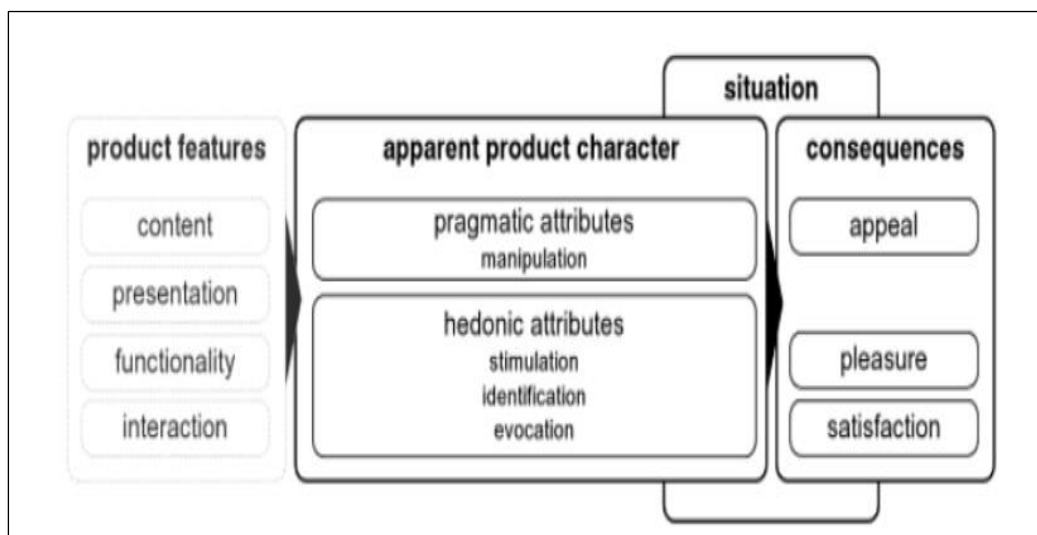 situation
product features
content
presentation
functionality
interaction
apparent product character
pragmatic attributes
manipulation
hedonic attributes
stimulation
identification
evocation
consequences
appeal
pleasure
satisfaction